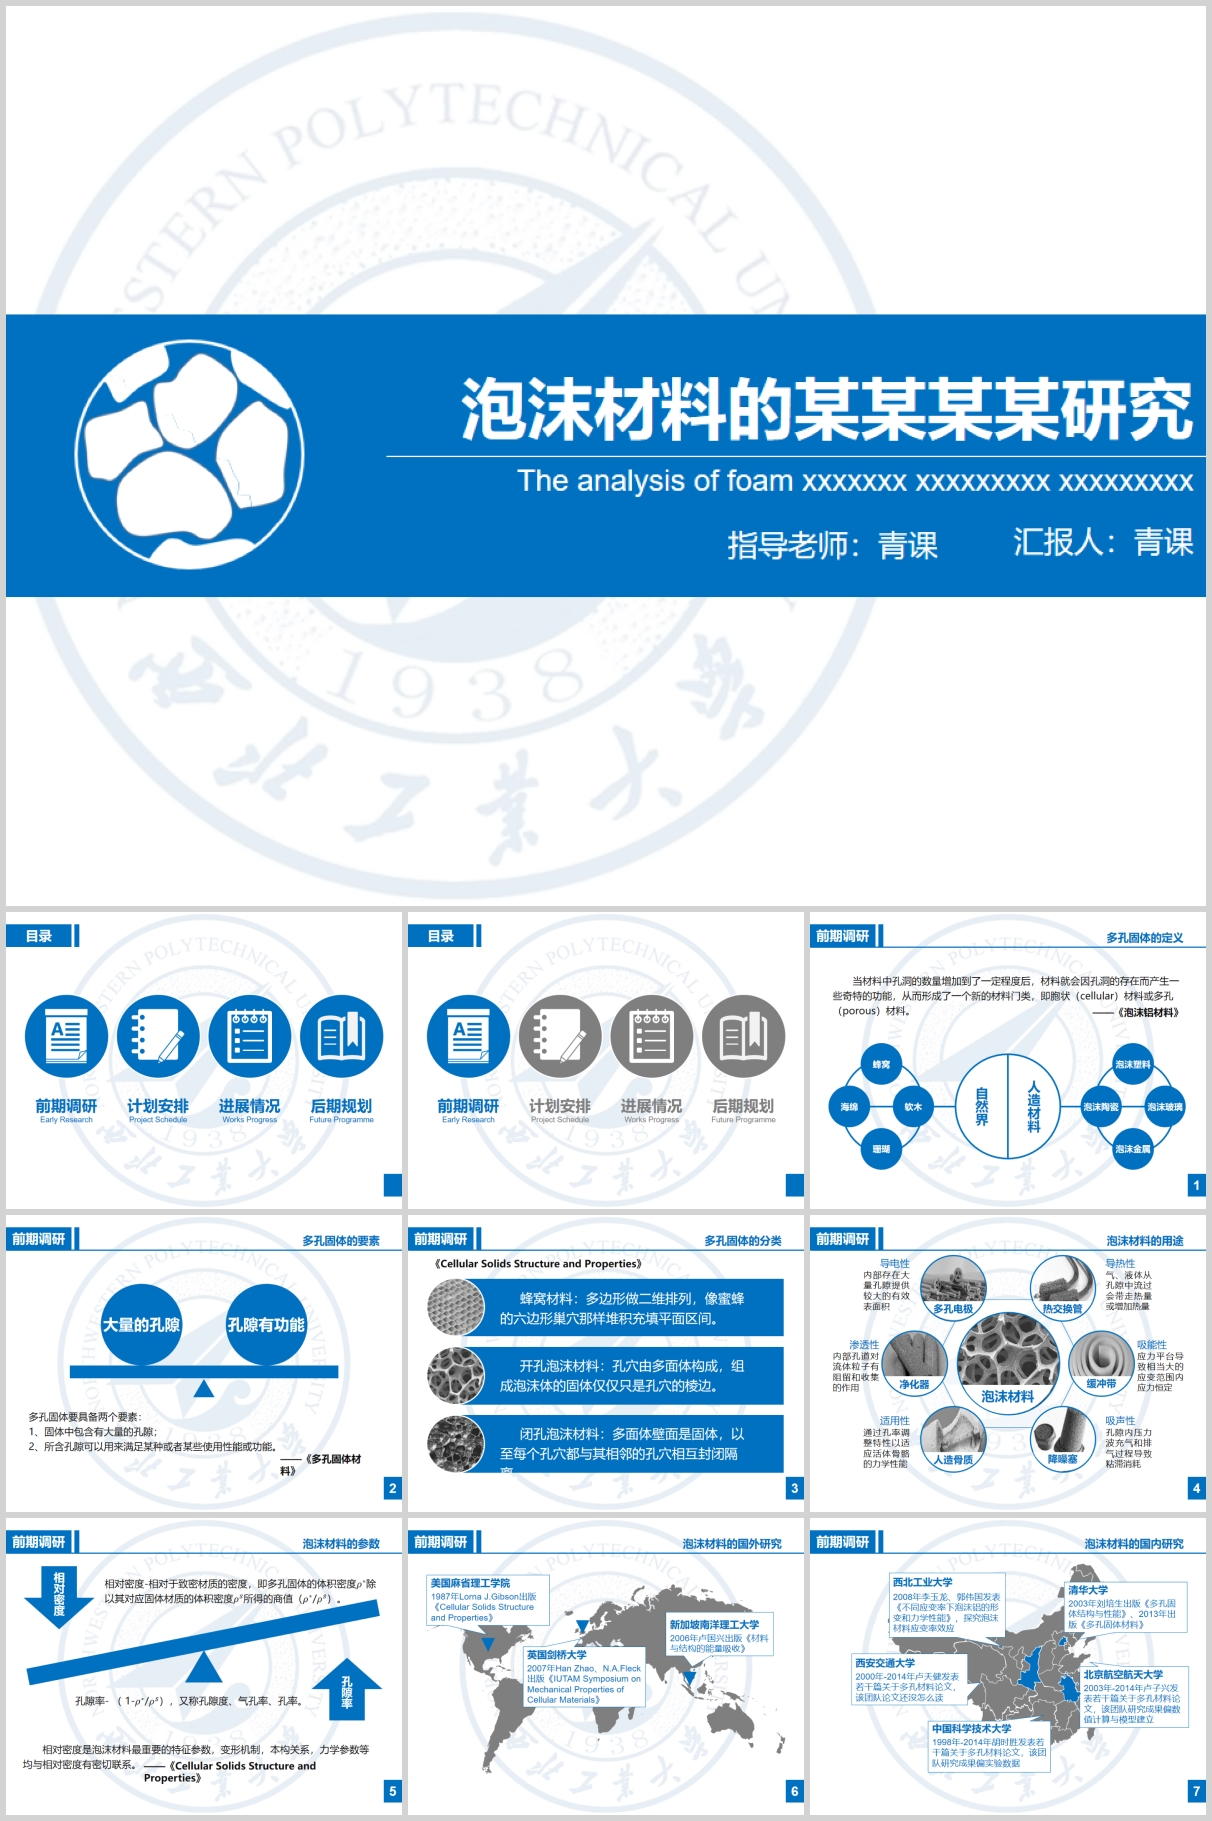 NORTHWESTERN POLYTECHNICAL UNIVERSITY
泡沫材料的某某某某研究
The analysis of foam xxxxxxx xxxxxxxxx xxxxxxxxx
指导老师：青课
汇报人：青课
1938
西北工业大学
目录
前期调研
Early Research
计划安排
Project Schedule
进展情况
Works Progress
后期规划
Future Programme
目录
前期调研
Early Research
计划安排
Project Schedule
进展情况
Works Progress
后期规划
Future Programme
前期调研
多孔固体的定义
当材料中孔洞的数量增加到了一定程度后，材料就会因孔洞的存在而产生一
些奇特的功能，从而形成了一个新的材料门类，即胞状（cellular）材料或多孔
（porous）材料。
——《泡沫铝材料》
蜂窝
海绵
软木
珊瑚
自然界
人造材料
泡沫塑料
泡沫陶瓷
泡沫玻璃
泡沫金属
1
前期调研
多孔固体的要素
大量的孔隙
孔隙有功能
多孔固体要具备两个要素：
1、固体中包含有大量的孔隙；
2、所含孔隙可以用来满足某种或者某些使用性能或功能。
——《多孔固体材
料》
2
前期调研
多孔固体的分类
《Cellular Solids Structure and Properties》
蜂窝材料：多边形做二维排列，像蜜蜂
的六边形巢穴那样堆积充填平面区间。
开孔泡沫材料：孔穴由多面体构成，组
成泡沫体的固体仅仅只是孔穴的棱边。
闭孔泡沫材料：多面体壁面是固体，以
至每个孔穴都与其相邻的孔穴相互封闭隔
离
3
前期调研
泡沫材料的用途
导电性
内部存在大
量孔隙提供
较大的有效
表面积
多孔电极
热交换管
导热性
气、液体从
孔隙中流过
会带走热量
或增加热量
渗透性
内部孔道对
流体粒子有
阻留和收集
的作用
净化器
泡沫材料
缓冲带
吸能性
应力平台导
致相当大的
应变范围内
应力恒定
适用性
通过孔率调
整特性以适
应活体骨骼
的力学性能
人造骨质
降噪塞
吸声性
孔隙内压力
波充气和排
气过程导致
粘滞消耗
4
前期调研
泡沫材料的参数
相对密度
相对密度-相对于致密材质的密度，即多孔固体的体积密度ρ*除
以其对应固体材质的体积密度ρˢ所得的商值（ρ*/ρˢ）。
孔隙率-（ 1-ρ*/ρˢ），又称孔隙度、气孔率、孔率。
孔隙率
相对密度是泡沫材料最重要的特征参数，变形机制，本构关系，力学参数等
均与相对密度有密切联系。 ——《Cellular Solids Structure and
Properties》
5
前期调研
泡沫材料的国外研究
美国麻省理工学院
1987年Lorna J.Gibson出版
《Cellular Solids Structure
and Properties》
新加坡南洋理工大学
2006年卢国兴出版《材料
与结构的能量吸收》
英国剑桥大学
2007年Han Zhao、N.A.Fleck
出版《IUTAM Symposium on
Mechanical Properties of
Cellular Materials》
6
前期调研
泡沫材料的国内研究
西北工业大学
2008年李玉龙、郭伟国发表
《不同应变率下泡沫铝的形
变和力学性能》，探究泡沫
材料应变率效应
清华大学
2003年刘培生出版《多孔固
体结构与性能》、2013年出
版《多孔固体材料》
西安交通大学
2000年-2014年卢天健发表
若干篇关于多孔材料论文，
该团队论文还没怎么读
北京航空航天大学
2003年-2014年卢子兴发
表若干篇关于多孔材料论
文，该团队研究成果偏数
值计算与模型建立
中国科学技术大学
1998年-2014年胡时胜发表若
干篇关于多孔材料论文，该团
队研究成果偏实验数据
7